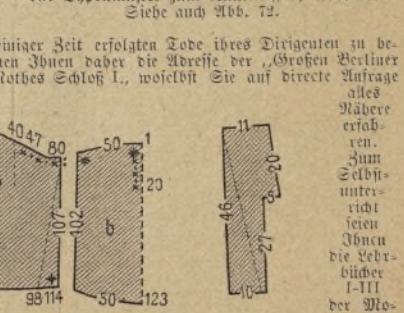 Siehe auch Abb. 72.
einiger Zeit erfolgten Tode ihres Dirigenten zu be-
nen Ihnen daher die Adresse der „Großen Berliner
Rothes Schloß I., woselbst Sie auf directe Anfrage
alles
Nähere
erfah-
ren.
Zum
Selbst-
unter-
richt
seien
Ihnen
die Lehr-
bücher
I-III
der Mo-
40 47 80
107
98 114
50 1
20
102
b
50 123
11
20
5
46
27
10